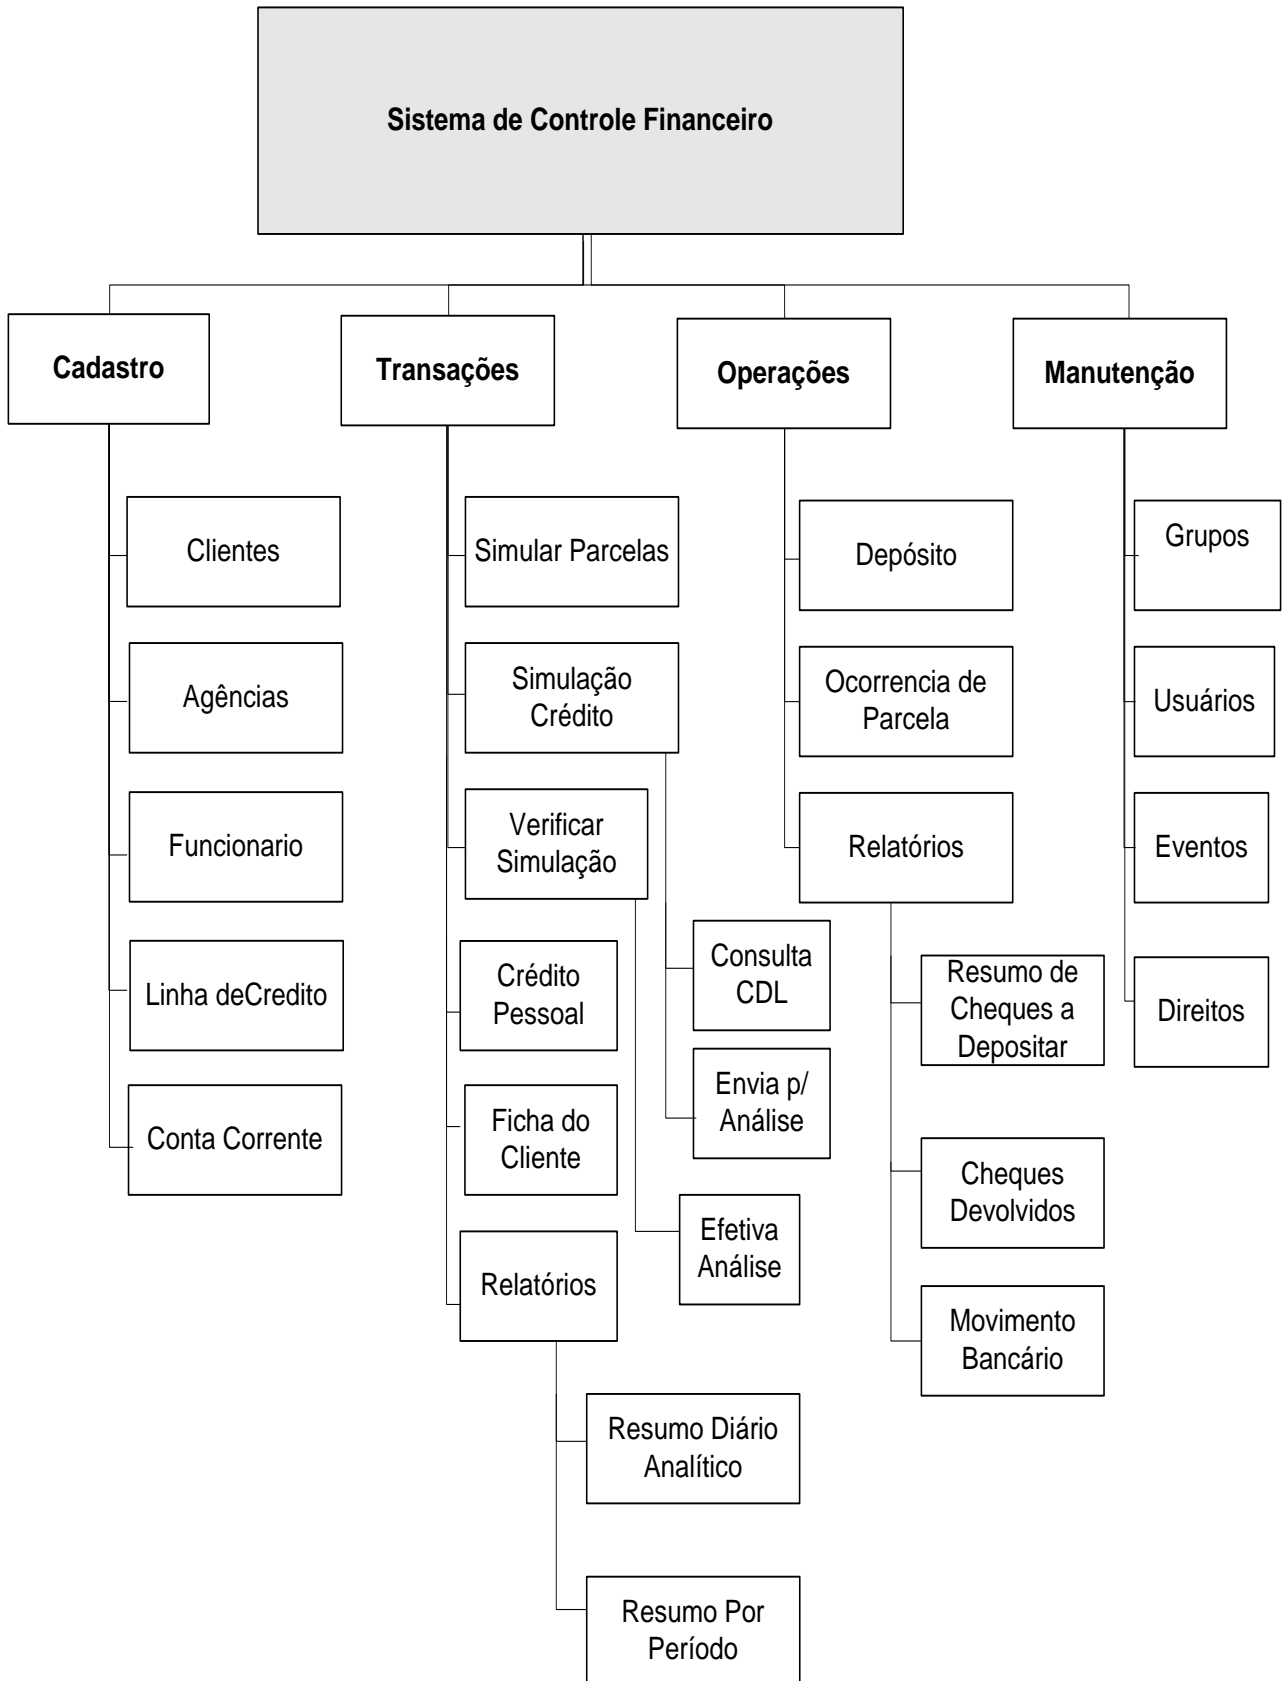 Sistema de Controle Financeiro
Cadastro
Transações
Operações
Manutenção
Clientes
Agências
Funcionario
Linha deCredito
Conta Corrente
Simular Parcelas
Simulação
Crédito
Verificar
Simulação
Crédito
Pessoal
Ficha do
Cliente
Relatórios
Consulta
CDL
Envia p/
Análise
Efetiva
Análise
Resumo Diário
Analítico
Resumo Por
Período
Depósito
Ocorrencia de
Parcela
Relatórios
Resumo de
Cheques a
Depositar
Cheques
Devolvidos
Movimento
Bancário
Grupos
Usuários
Eventos
Direitos